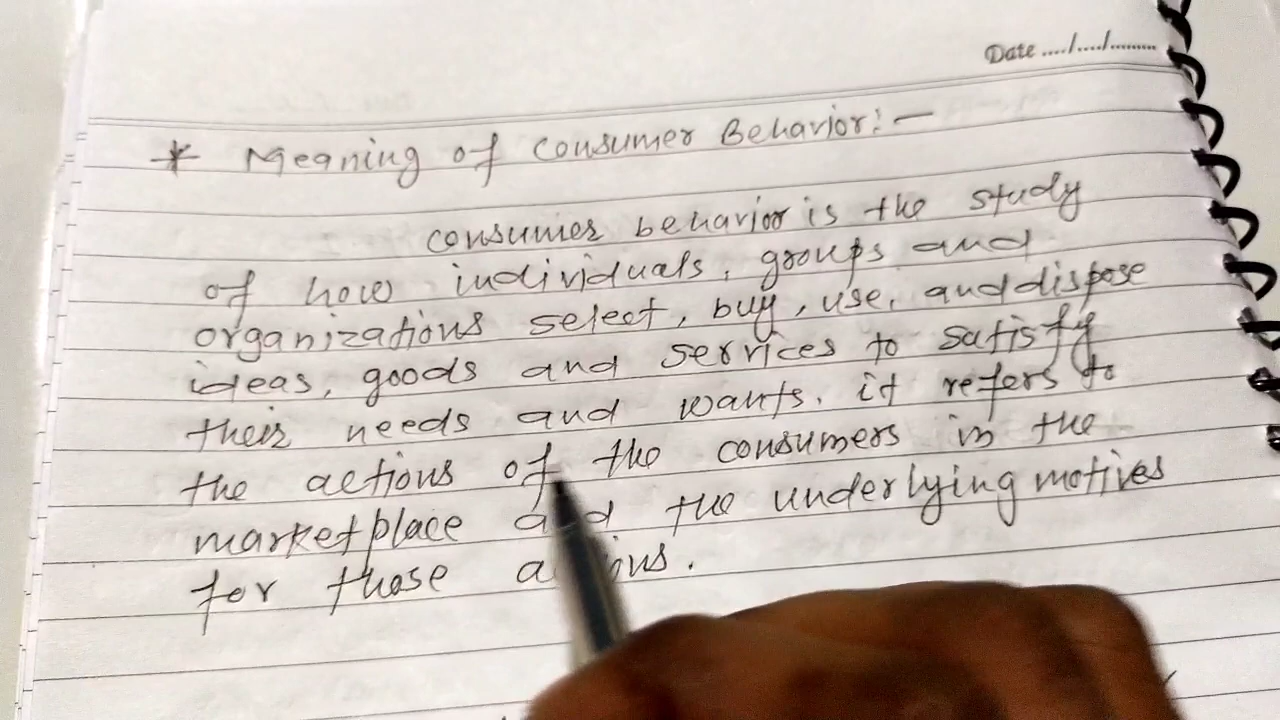 Date ..../..../.........
* Meaning of Consumer Behavior:-
consumer behavior is the study
of how individuals, groups and
organizations select, buy, use, and dispose
ideas, goods and services to satisfy
their needs and wants. it refers to
the actions of the consumers in the
marketplace and the underlying motives
for those actions.